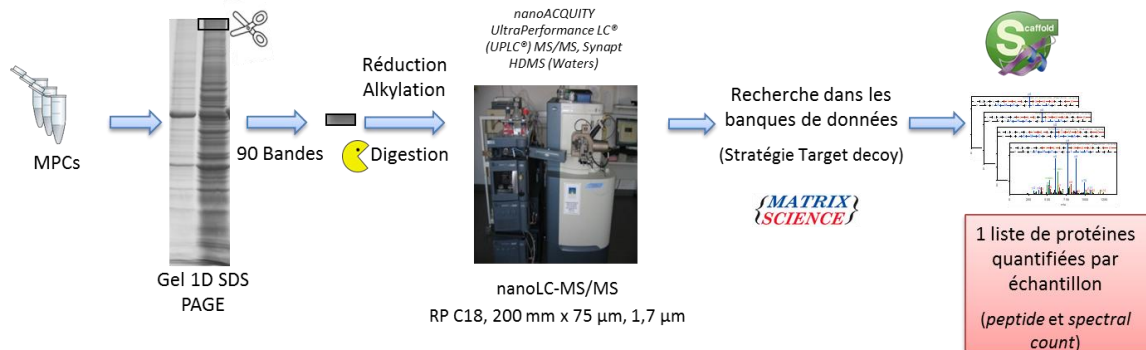 MPCs
Gel 1D SDS
PAGE
90 Bandes
Réduction
Alkylation
Digestion
nanoACQUITY
UltraPerformance LC®
(UPLC®) MS/MS, Synapt
HDMS (Waters)
nanoLC-MS/MS
RP C18, 200 mm x 75 µm, 1,7 µm
Recherche dans les
banques de données
(Stratégie Target decoy)
{MATRIX
SCIENCE}
Scaffold
1 liste de protéines
quantifiées par
échantillon
(peptide et spectral
count)